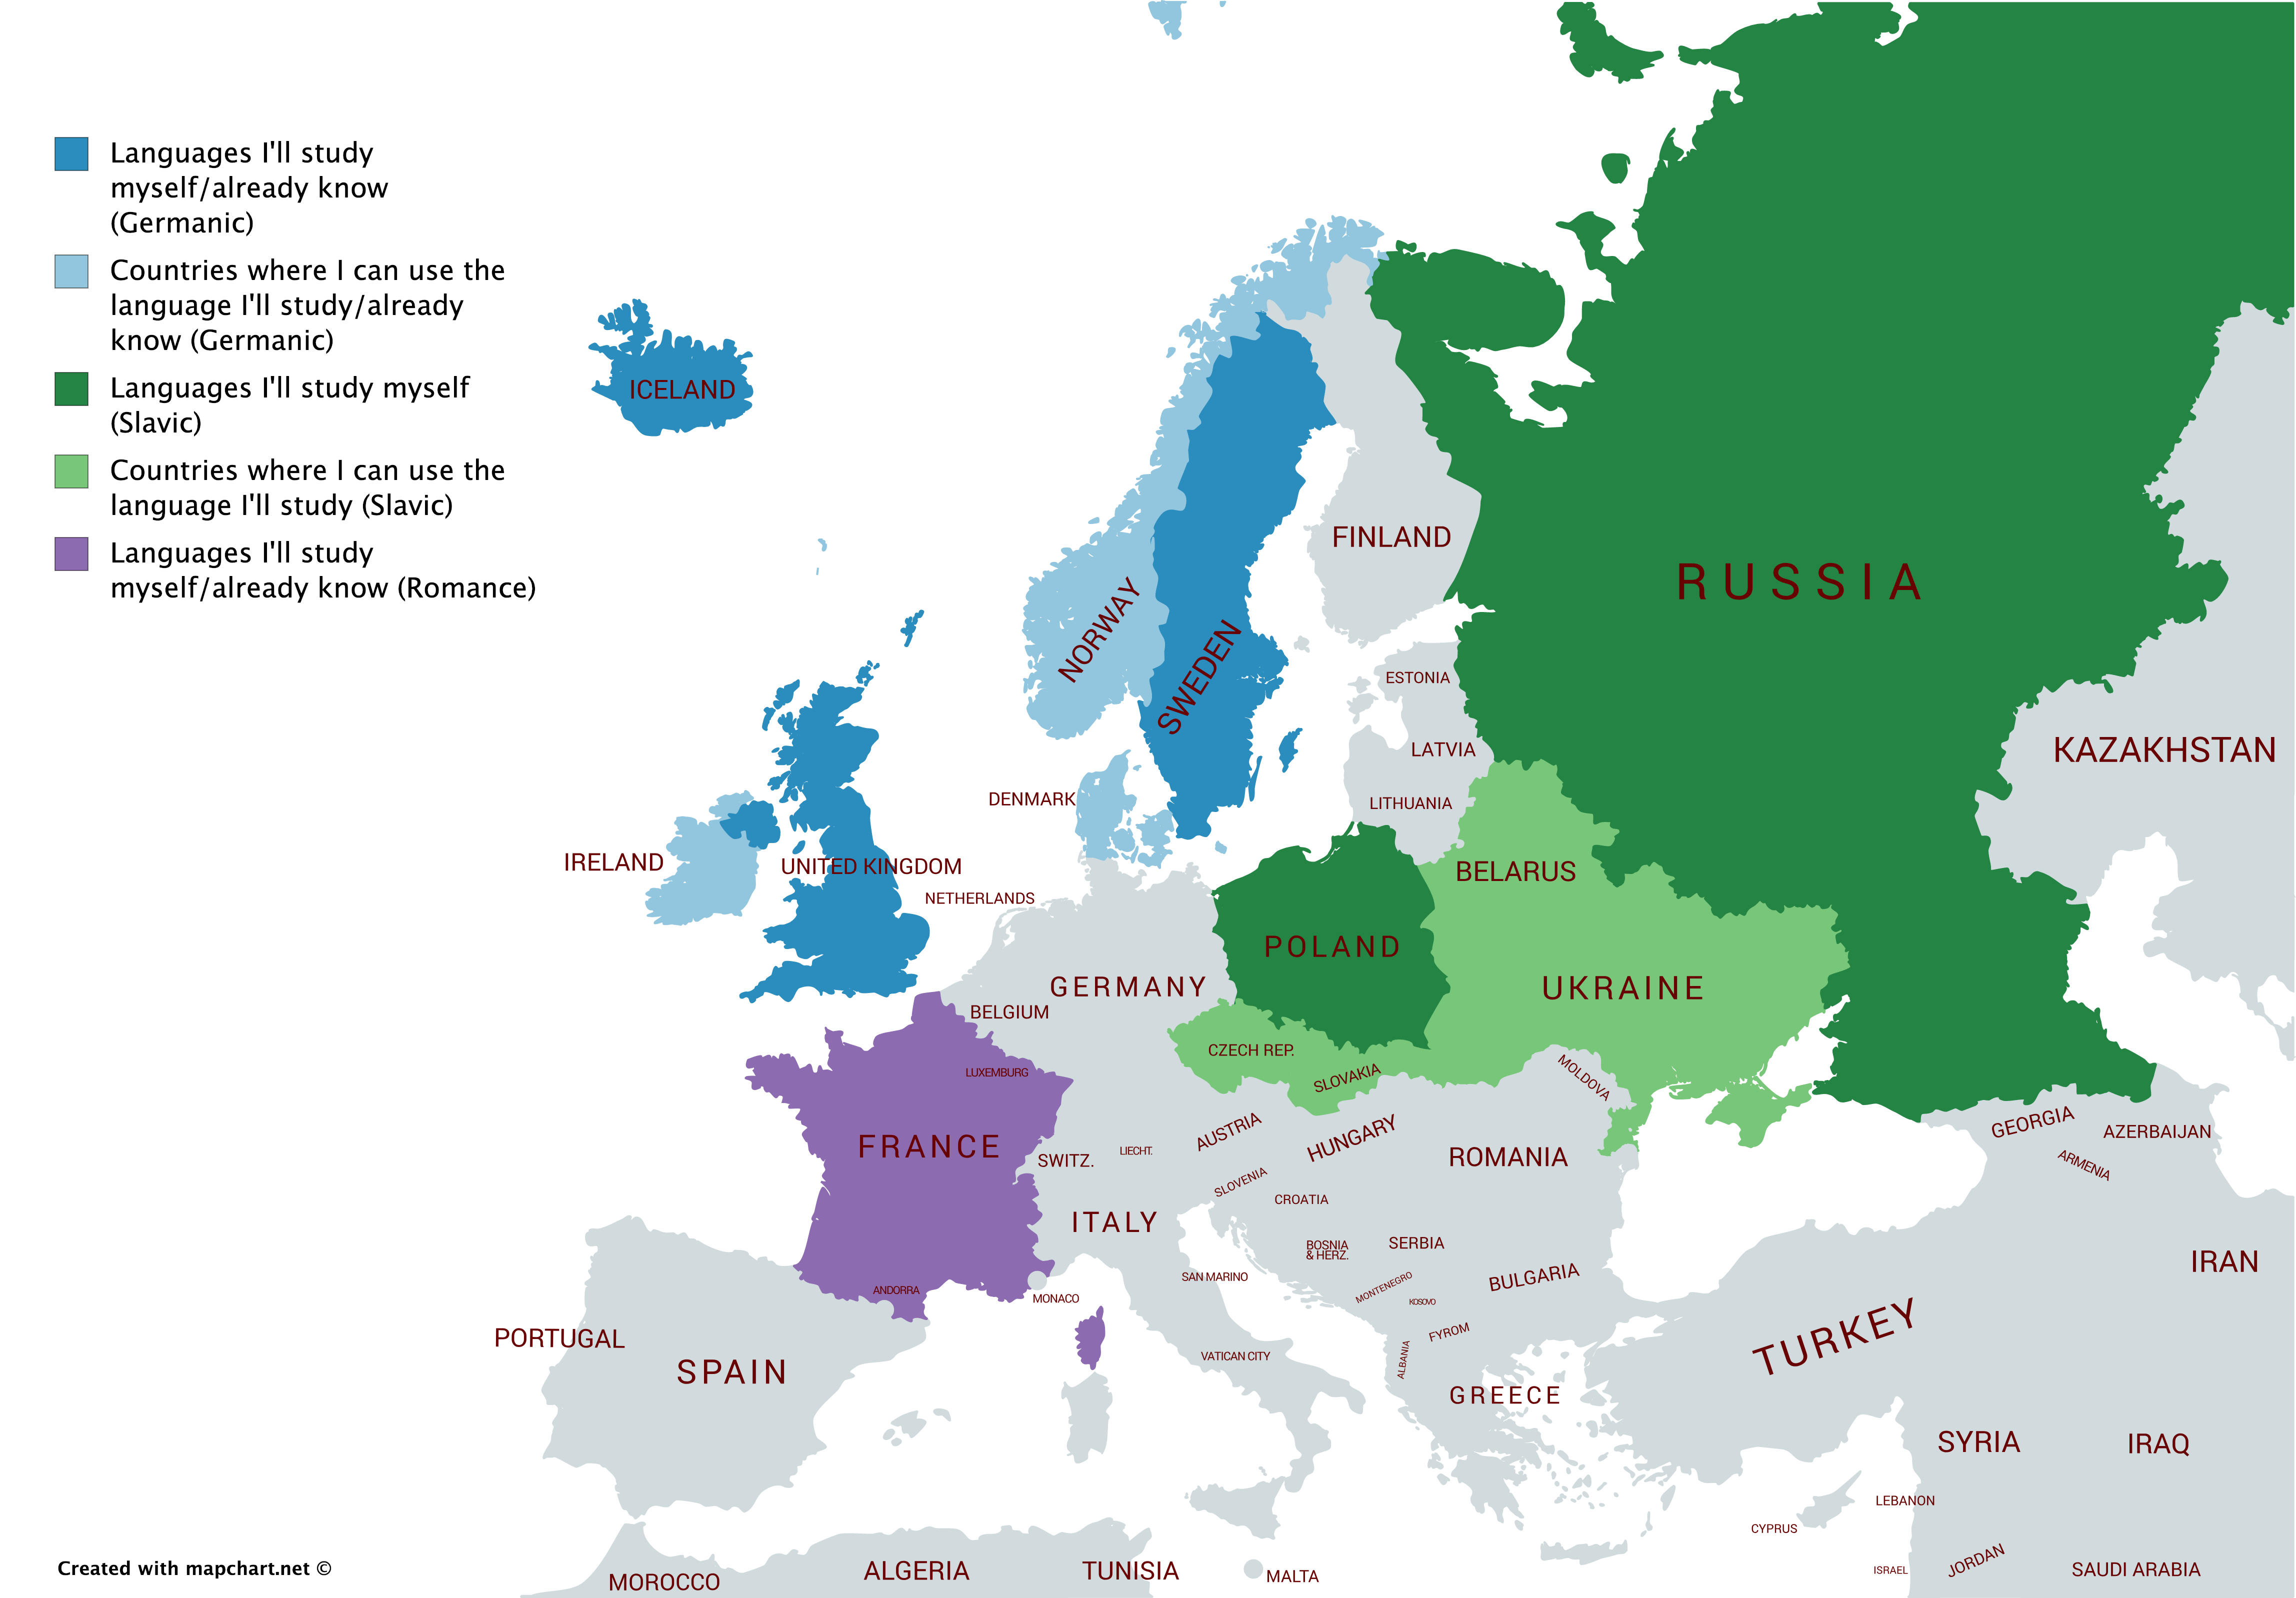 Languages I'll study
myself/already know
(Germanic)
Countries where I can use the
language I'll study/already
know (Germanic)
Languages I'll study myself
(Slavic)
Countries where I can use the
language I'll study (Slavic)
Languages I'll study
myself/already know (Romance)
ICELAND
FINLAND
RUSSIA
NORWAY
SWEDEN
ESTONIA
LATVIA
KAZAKHSTAN
DENMARK
LITHUANIA
IRELAND
UNITED KINGDOM
BELARUS
NETHERLANDS
POLAND
GERMANY
UKRAINE
BELGIUM
CZECH REP.
LUXEMBURG
SLOVAKIA
MOLDOVA
FRANCE
AUSTRIA
HUNGARY
GEORGIA
AZERBAIJAN
SWITZ.
LIECHT.
ROMANIA
ARMENIA
SLOVENIA
CROATIA
ITALY
BOSNIA
& HERZ.
SERBIA
IRAN
SAN MARINO
BULGARIA
ANDORRA
MONACO
MONTENEGRO
KOSOVO
PORTUGAL
FYROM
TURKEY
SPAIN
VATICAN CITY
ALBANIA
GREECE
SYRIA
IRAQ
LEBANON
CYPRUS
Created with mapchart.net ©
MOROCCO
ALGERIA
TUNISIA
MALTA
ISRAEL
JORDAN
SAUDI ARABIA